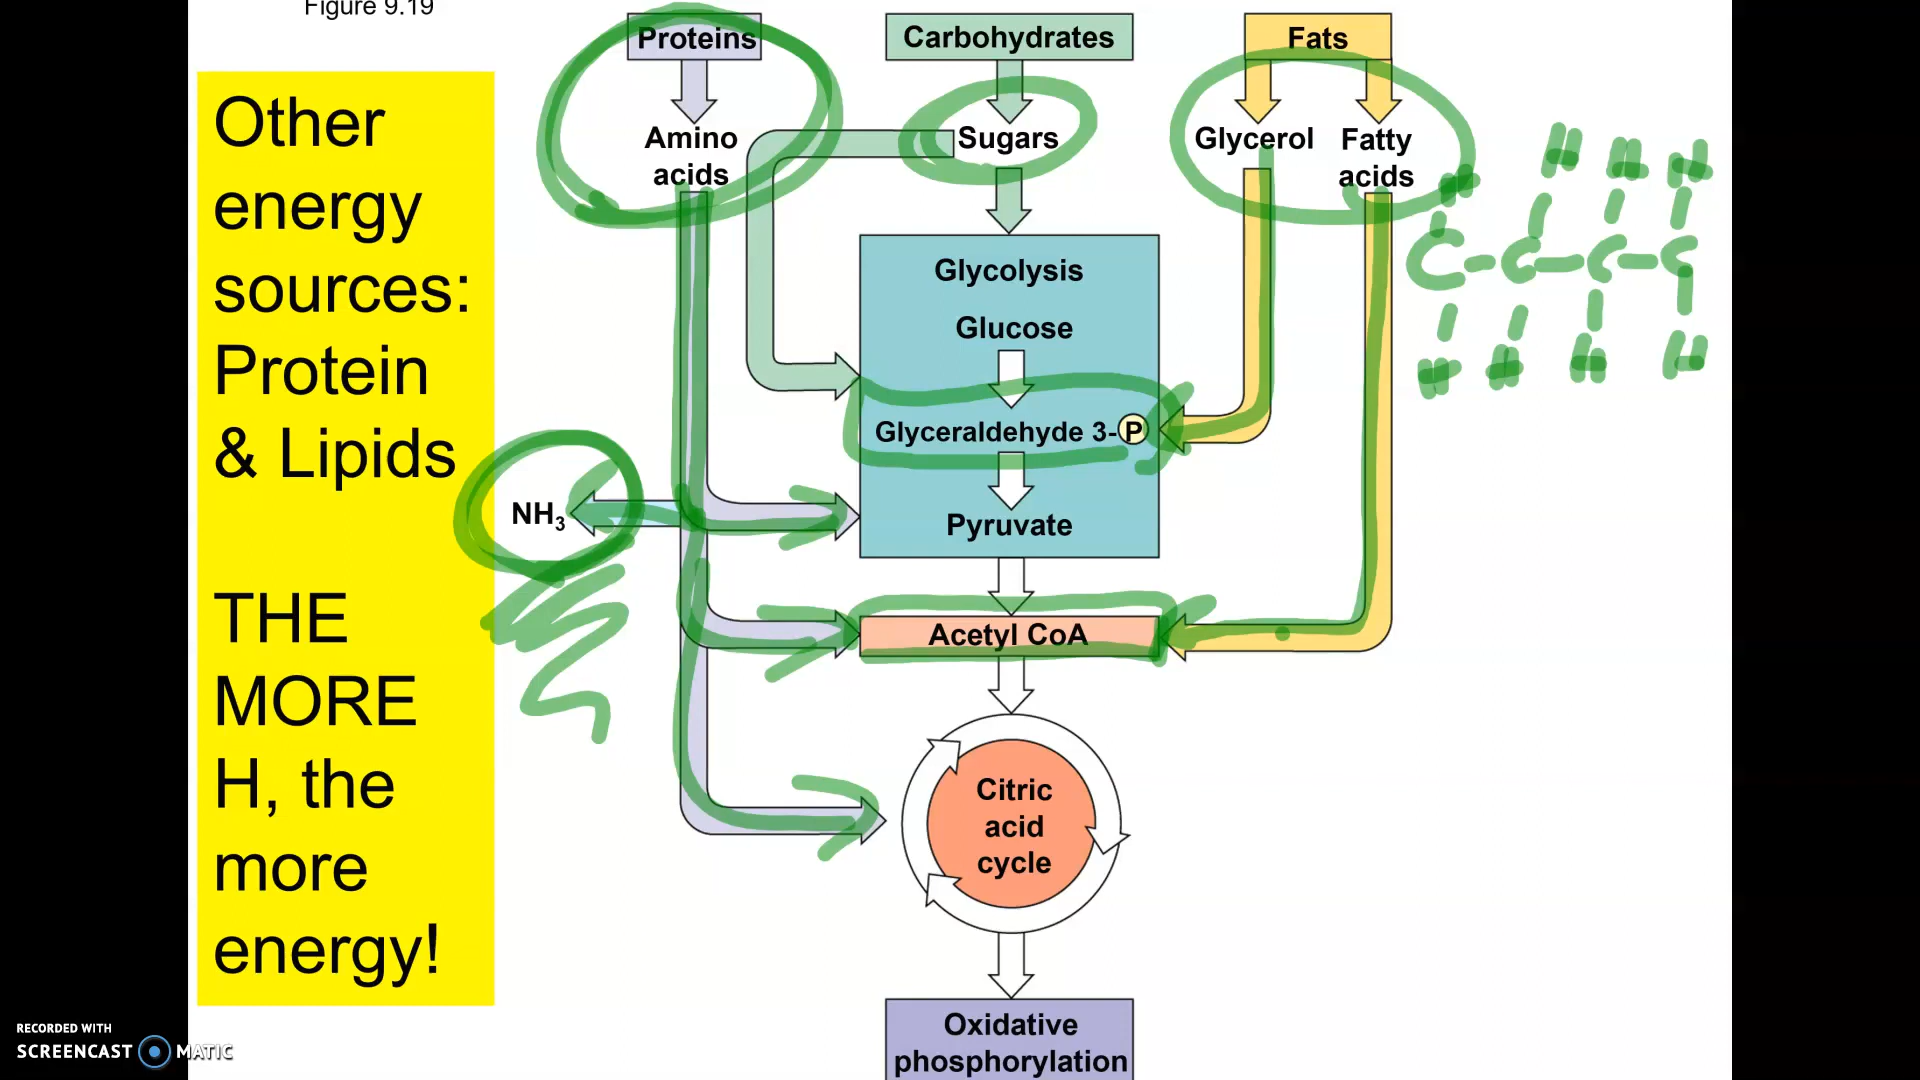 Figure 9.19
Other
energy
sources:
Protein
& Lipids
THE
MORE
H, the
more
energy!
Proteins
Carbohydrates
Fats
Amino
acids
Sugars
Glycerol
Fatty
acids
H H H H
C-C-C-C
H H H H
Glycolysis
Glucose
Glyceraldehyde 3-P
NH3
Pyruvate
Acetyl CoA
Citric
acid
cycle
Oxidative
phosphorylation
RECORDED WITH
SCREENCAST MATIC